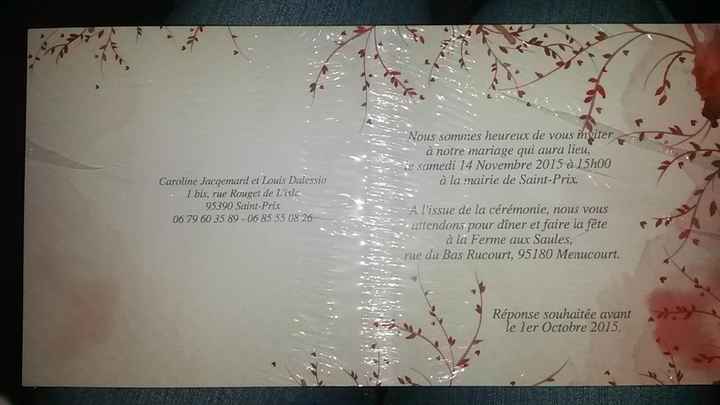 Caroline Jacqemard et Louis Dalessio
1 bis, rue Rouget de L'isle
95390 Saint-Prix
06 79 60 35 89 - 06 85 55 08 26
Nous sommes heureux de vous inviter
à notre mariage qui aura lieu,
le samedi 14 Novembre 2015 à 15h00
à la mairie de Saint-Prix.
A l'issue de la cérémonie, nous vous
attendons pour dîner et faire la fête
à la Ferme aux Saules,
rue du Bas Rucourt, 95180 Menucourt.
Réponse souhaitée avant
le 1er Octobre 2015.